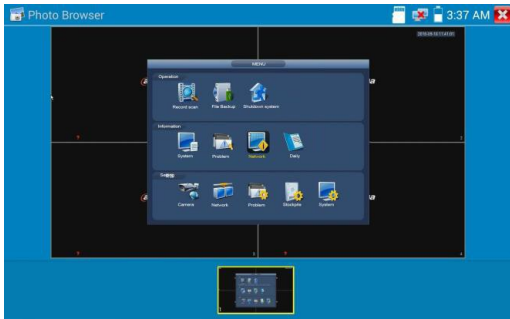 Photo Browser
3:37 AM
MENU
Operation
Record scan File Backup Shutdown system
Information
System Problem Network Daily
Camera Network Problem Stockpile System